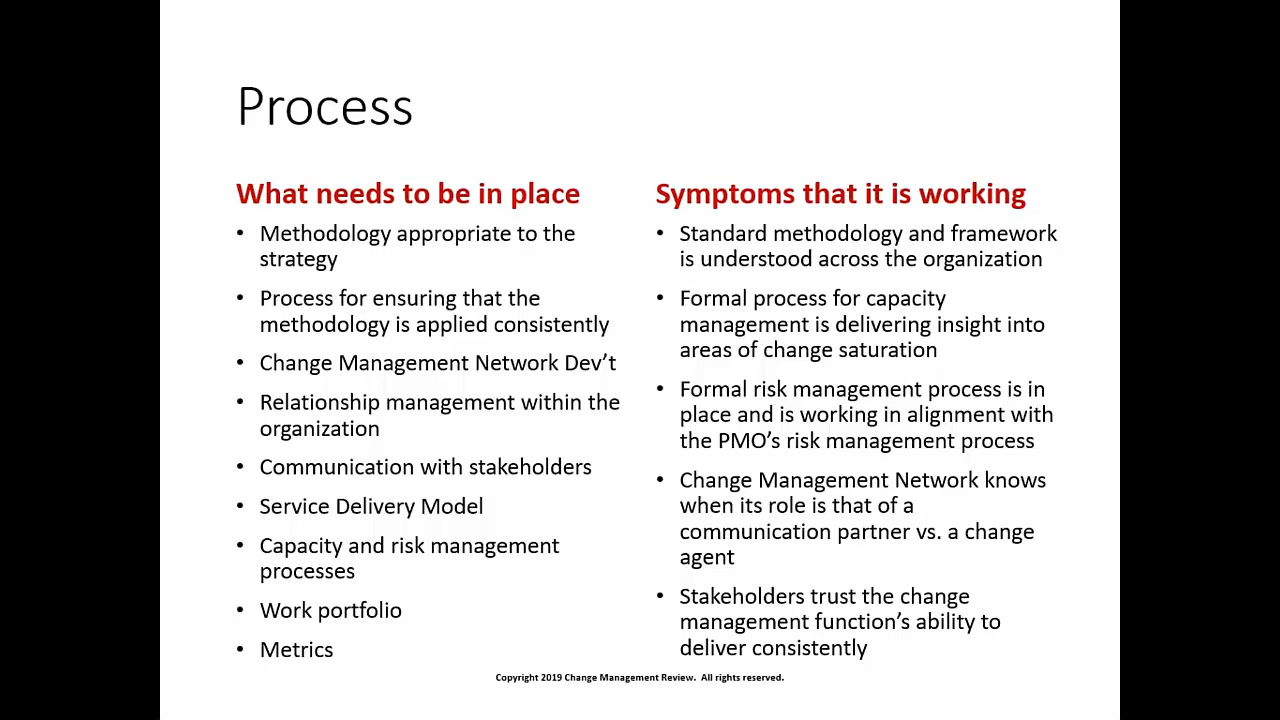 Process
What needs to be in place
• Methodology appropriate to the
strategy
• Process for ensuring that the
methodology is applied consistently
• Change Management Network Dev’t
• Relationship management within the
organization
• Communication with stakeholders
• Service Delivery Model
• Capacity and risk management
processes
• Work portfolio
• Metrics
Symptoms that it is working
• Standard methodology and framework
is understood across the organization
• Formal process for capacity
management is delivering insight into
areas of change saturation
• Formal risk management process is in
place and is working in alignment with
the PMO’s risk management process
• Change Management Network knows
when its role is that of a
communication partner vs. a change
agent
• Stakeholders trust the change
management function’s ability to
deliver consistently
Copyright 2019 Change Management Review. All rights reserved.